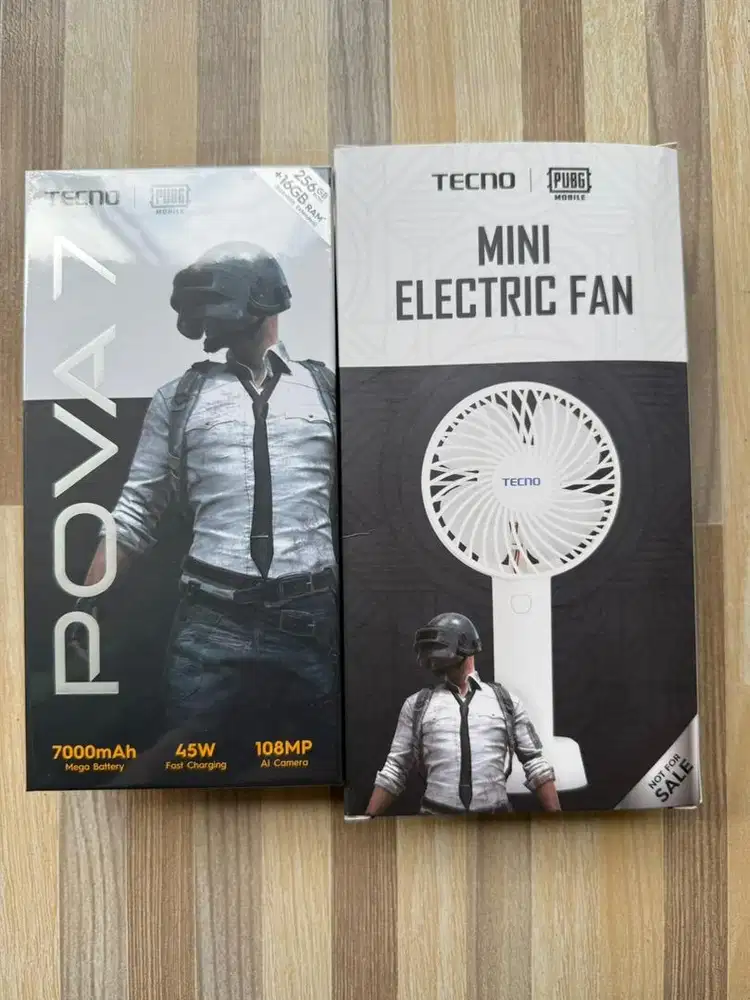 TECNO | PUBG
MOBILE
256GB
+16GB RAM*
POVA 7
7000mAh
Mega Battery
45W
Fast Charging
108MP
AI Camera
TECNO | PUBG
MOBILE
MINI
ELECTRIC FAN
TECNO
NOT FOR
SALE